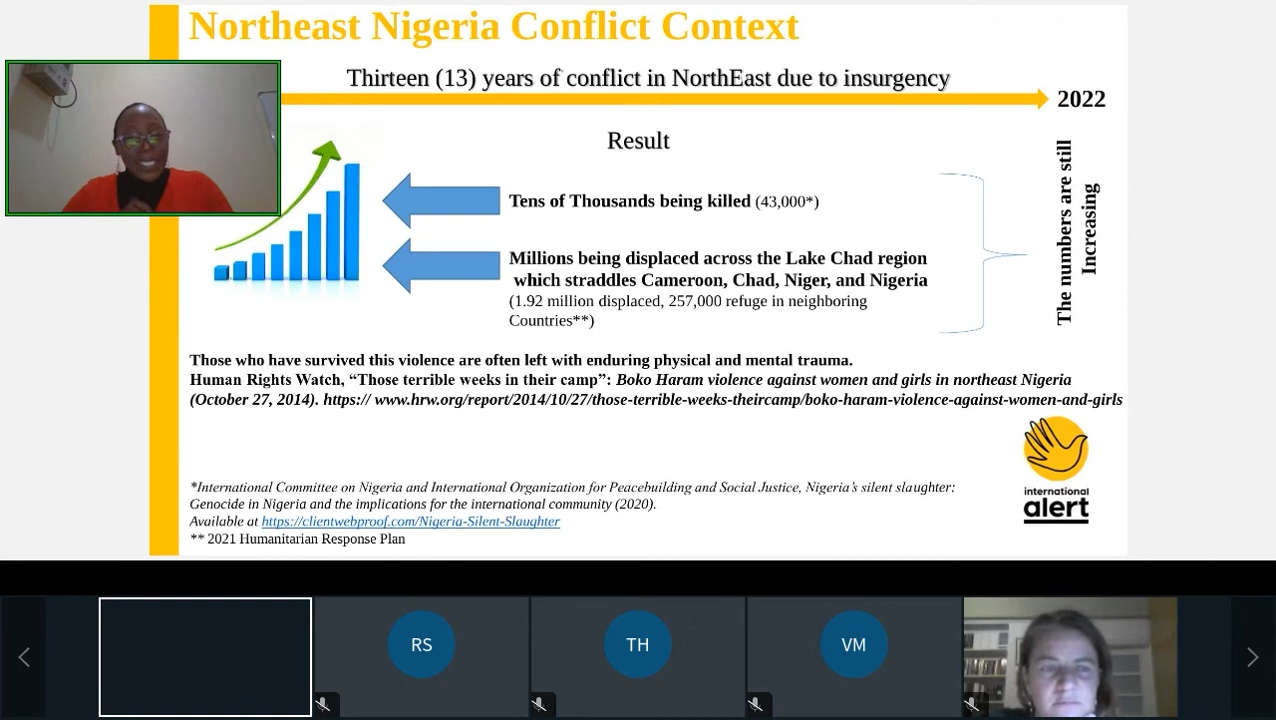 Northeast Nigeria Conflict Context
Thirteen (13) years of conflict in NorthEast due to insurgency
2022
Result
Tens of Thousands being killed (43,000*)
Millions being displaced across the Lake Chad region
which straddles Cameroon, Chad, Niger, and Nigeria
(1.92 million displaced, 257,000 refuge in neighboring
Countries**)
The numbers are still
Increasing
Those who have survived this violence are often left with enduring physical and mental trauma.
Human Rights Watch, “Those terrible weeks in their camp”: Boko Haram violence against women and girls in northeast Nigeria
(October 27, 2014). https:// www.hrw.org/report/2014/10/27/those-terrible-weeks-theircamp/boko-haram-violence-against-women-and-girls
international
alert
*International Committee on Nigeria and International Organization for Peacebuilding and Social Justice, Nigeria’s silent slaughter:
Genocide in Nigeria and the implications for the international community (2020).
Available at https://clientwebproof.com/Nigeria-Silent-Slaughter
** 2021 Humanitarian Response Plan
RS
TH
VM